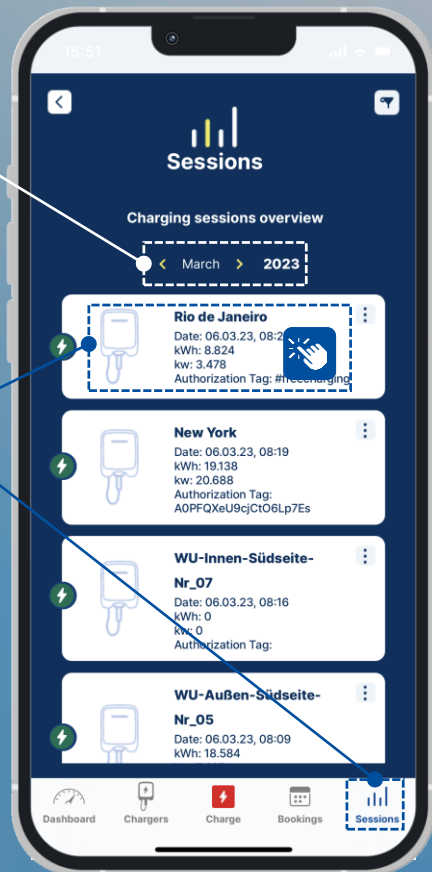 15:51
Sessions
Charging sessions overview
March 2023
Rio de Janeiro
Date: 06.03.23, 08:2
kWh: 8.824
kw: 3.478
Authorization Tag: #freecharging
New York
Date: 06.03.23, 08:19
kWh: 19.138
kw: 20.688
Authorization Tag:
A0PFQXeU9cjCtO6Lp7Es
WU-Innen-Südseite-
Nr_07
Date: 06.03.23, 08:16
kWh: 0
kw: 0
Authorization Tag:
WU-Außen-Südseite-
Nr_05
Date: 06.03.23, 08:09
kWh: 18.584
Dashboard Chargers Charge Bookings Sessions